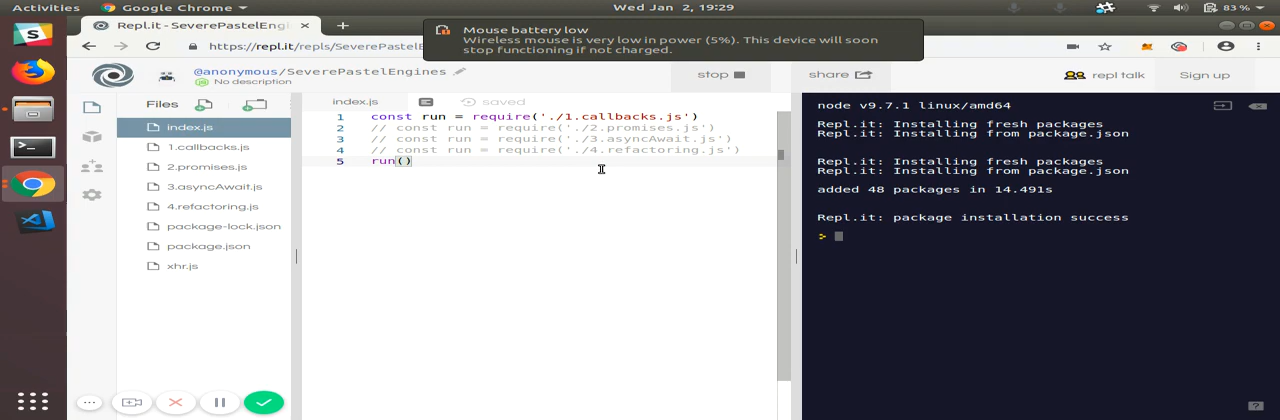 Activities Google Chrome Wed Jan 2, 19:29 83 %
Repl.it - SeverePastelEngin
Mouse battery low
Wireless mouse is very low in power (5%). This device will soon
stop functioning if not charged.
https://repl.it/repls/SeverePastelE
@anonymous/SeverePastelEngines
No description
stop
share
repl talk
Sign up
Files
index.js
1.callbacks.js
2.promises.js
3.asyncAwait.js
4.refactoring.js
package-lock.json
package.json
xhr.js
index.js
saved
1 const run = require('./1.callbacks.js')
2 // const run = require('./2.promises.js')
3 // const run = require('./3.asyncAwait.js')
4 // const run = require('./4.refactoring.js')
5 run()
node v9.7.1 linux/amd64
Repl.it: Installing fresh packages
Repl.it: Installing from package.json
Repl.it: Installing fresh packages
Repl.it: Installing from package.json
added 48 packages in 14.491s
Repl.it: package installation success
>